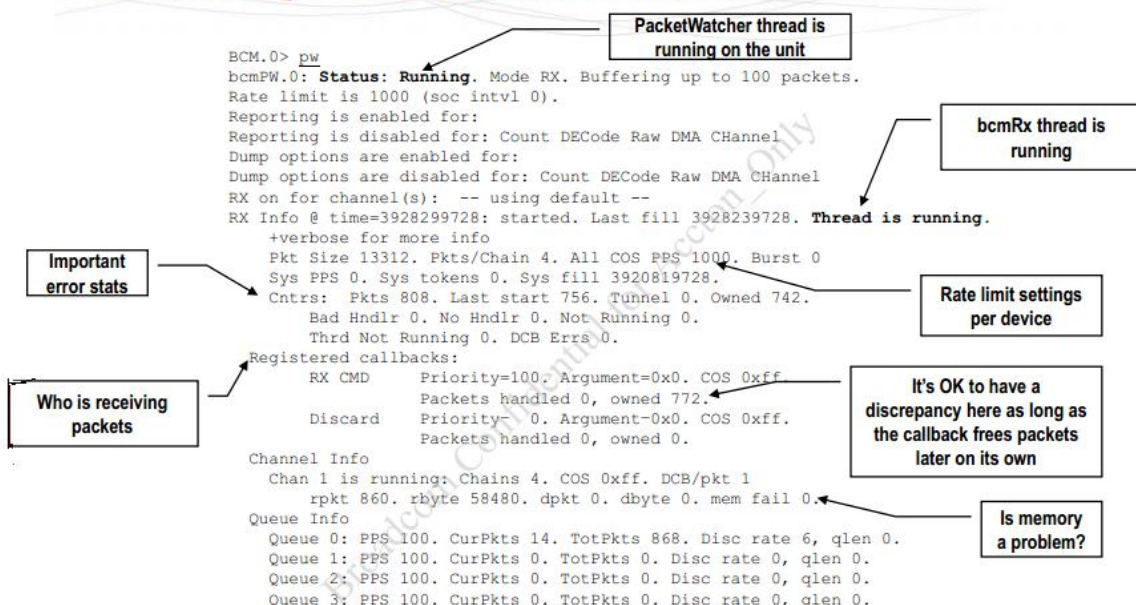 PacketWatcher thread is
running on the unit
BCM.0> pw
bcmPW.0: Status: Running. Mode RX. Buffering up to 100 packets.
Rate limit is 1000 (soc intvl 0).
Reporting is enabled for:
Reporting is disabled for: Count DECode Raw DMA CHannel
Dump options are enabled for:
Dump options are disabled for: Count DECode Raw DMA CHannel
RX on for channel(s): -- using default --
RX Info @ time=3928299728: started. Last fill 3928239728. Thread is running.
+verbose for more info
Pkt Size 13312. Pkts/Chain 4. All COS PPS 1000. Burst 0
Sys PPS 0. Sys tokens 0. Sys fill 3920819728.
Cntrs: Pkts 808. Last start 756. Tunnel 0. Owned 742.
Bad Hndlr 0. No Hndlr 0. Not Running 0.
Thrd Not Running 0. DCB Errs 0.
Registered callbacks:
RX CMD Priority=100. Argument=0x0. COS 0xff.
Packets handled 0, owned 772.
Discard Priority= 0. Argument=0x0. COS 0xff.
Packets handled 0, owned 0.
Channel Info
Chan 1 is running: Chains 4. COS 0xff. DCB/pkt 1
rpkt 860. rbyte 58480. dpkt 0. dbyte 0. mem fail 0.
Queue Info
Queue 0: PPS 100. CurPkts 14. TotPkts 868. Disc rate 6, qlen 0.
Queue 1: PPS 100. CurPkts 0. TotPkts 0. Disc rate 0, qlen 0.
Queue 2: PPS 100. CurPkts 0. TotPkts 0. Disc rate 0, qlen 0.
Queue 3: PPS 100. CurPkts 0. TotPkts 0. Disc rate 0, qlen 0.
bcmRx thread is
running
Important
error stats
Rate limit settings
per device
Who is receiving
packets
It's OK to have a
discrepancy here as long as
the callback frees packets
later on its own
Is memory
a problem?
Broadcom Confidential for Accton_Only